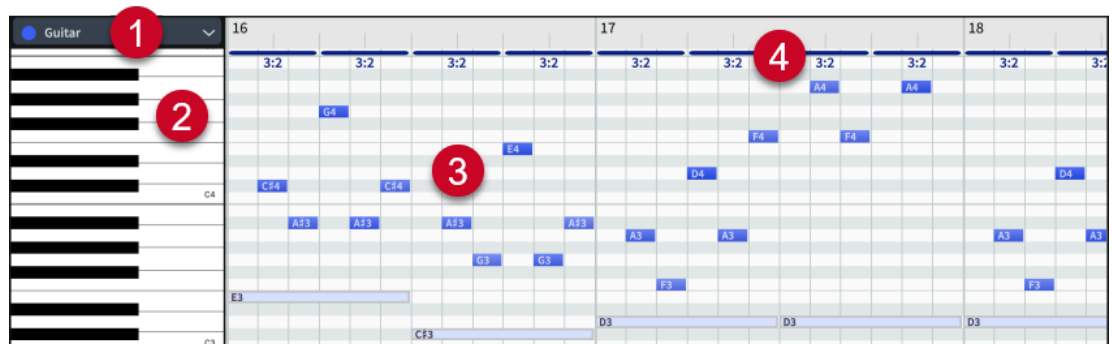 Guitar 1 16 17 18
3:2 3:2 3:2 3:2 3:2 3:2 4 3:2 3:2 3:2 3:2
A4 A4
2 G4
F4 F4
E4
3 D4 D4
C♯4 C♯4
C4
A♯3 A♯3 A♯3 A♯3
A3 A3 A3 A3
G3 G3
F3 F3
E3
D3 D3 D3
C♯3
C3